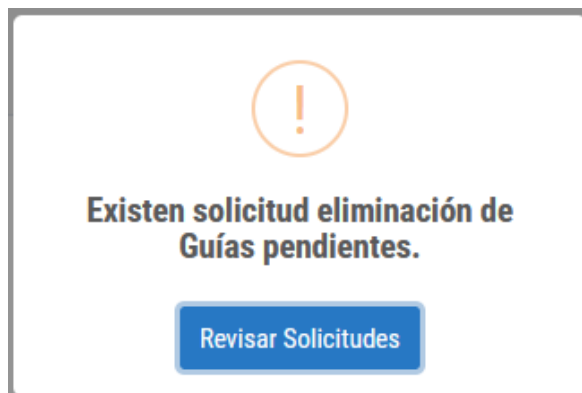 Existen solicitud eliminación de
Guías pendientes.
Revisar Solicitudes